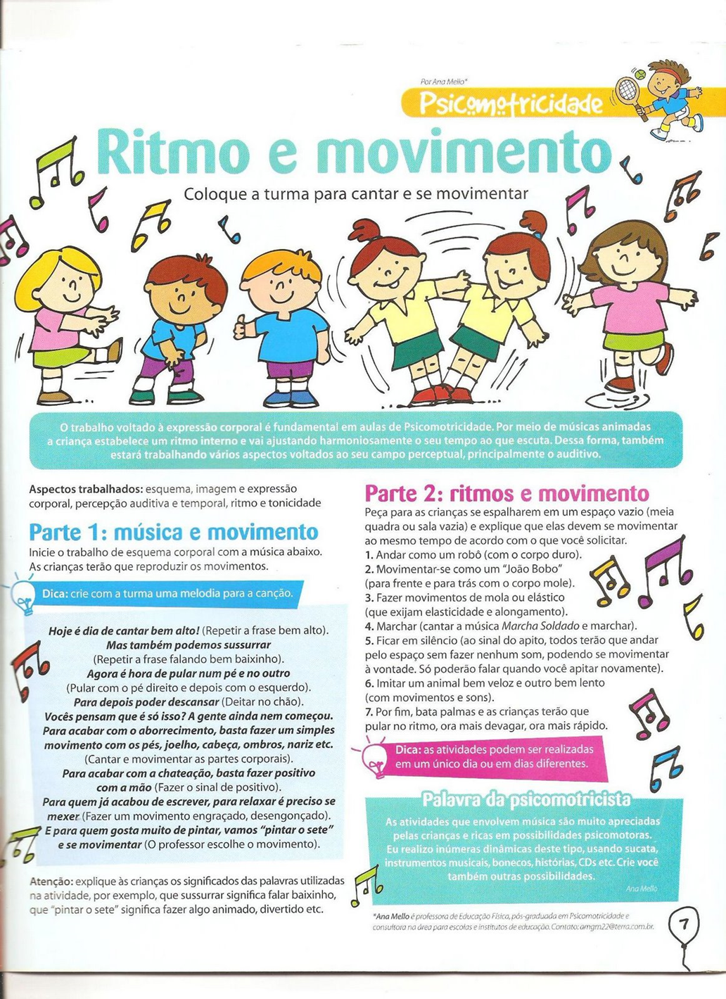 Por Ana Mello*
Psicomotricidade
Ritmo e movimento
Coloque a turma para cantar e se movimentar
O trabalho voltado à expressão corporal é fundamental em aulas de Psicomotricidade. Por meio de músicas animadas
a criança estabelece um ritmo interno e vai ajustando harmoniosamente o seu tempo ao que escuta. Dessa forma, também
estará trabalhando vários aspectos voltados ao seu campo perceptual, principalmente o auditivo.
Aspectos trabalhados: esquema, imagem e expressão
corporal, percepção auditiva e temporal, ritmo e tonicidade
Parte 1: música e movimento
Inicie o trabalho de esquema corporal com a música abaixo.
As crianças terão que reproduzir os movimentos.
Dica: crie com a turma uma melodia para a canção.
Hoje é dia de cantar bem alto! (Repetir a frase bem alto).
Mas também podemos sussurrar
(Repetir a frase falando bem baixinho).
Agora é hora de pular num pé e no outro
(Pular com o pé direito e depois com o esquerdo).
Para depois poder descansar (Deitar no chão).
Vocês pensam que é só isso? A gente ainda nem começou.
Para acabar com o aborrecimento, basta fazer um simples
movimento com os pés, joelho, cabeça, ombros, nariz etc.
(Cantar e movimentar as partes corporais).
Para acabar com a chateação, basta fazer positivo
com a mão (Fazer o sinal de positivo).
Para quem já acabou de escrever, para relaxar é preciso se
mexer (Fazer um movimento engraçado, desengonçado).
E para quem gosta muito de pintar, vamos "pintar o sete"
e se movimentar (O professor escolhe o movimento).
Atenção: explique às crianças os significados das palavras utilizadas
na atividade, por exemplo, que sussurrar significa falar baixinho,
que "pintar o sete" significa fazer algo animado, divertido etc.
Parte 2: ritmos e movimento
Peça para as crianças se espalharem em um espaço vazio (meia
quadra ou sala vazia) e explique que elas devem se movimentar
ao mesmo tempo de acordo com o que você solicitar.
1. Andar como um robô (com o corpo duro).
2. Movimentar-se como um "João Bobo"
(para frente e para trás com o corpo mole).
3. Fazer movimentos de mola ou elástico
(que exijam elasticidade e alongamento).
4. Marchar (cantar a música Marcha Soldado e marchar).
5. Ficar em silêncio (ao sinal do apito, todos terão que andar
pelo espaço sem fazer nenhum som, podendo se movimentar
à vontade. Só poderão falar quando você apitar novamente).
6. Imitar um animal bem veloz e outro bem lento
(com movimentos e sons).
7. Por fim, bata palmas e as crianças terão que
pular no ritmo, ora mais devagar, ora mais rápido.
Dica: as atividades podem ser realizadas
em um único dia ou em dias diferentes.
Palavra da psicomotricista
As atividades que envolvem música são muito apreciadas
pelas crianças e ricas em possibilidades psicomotoras.
Eu realizo inúmeras dinâmicas deste tipo, usando sucata,
instrumentos musicais, bonecos, histórias, CDs etc. Crie você
também outras possibilidades.
Ana Mello
*Ana Mello é professora de Educação Física, pós-graduada em Psicomotricidade e
consultora na área para escolas e institutos de educação. Contato: amgm22@terra.com.br.
7